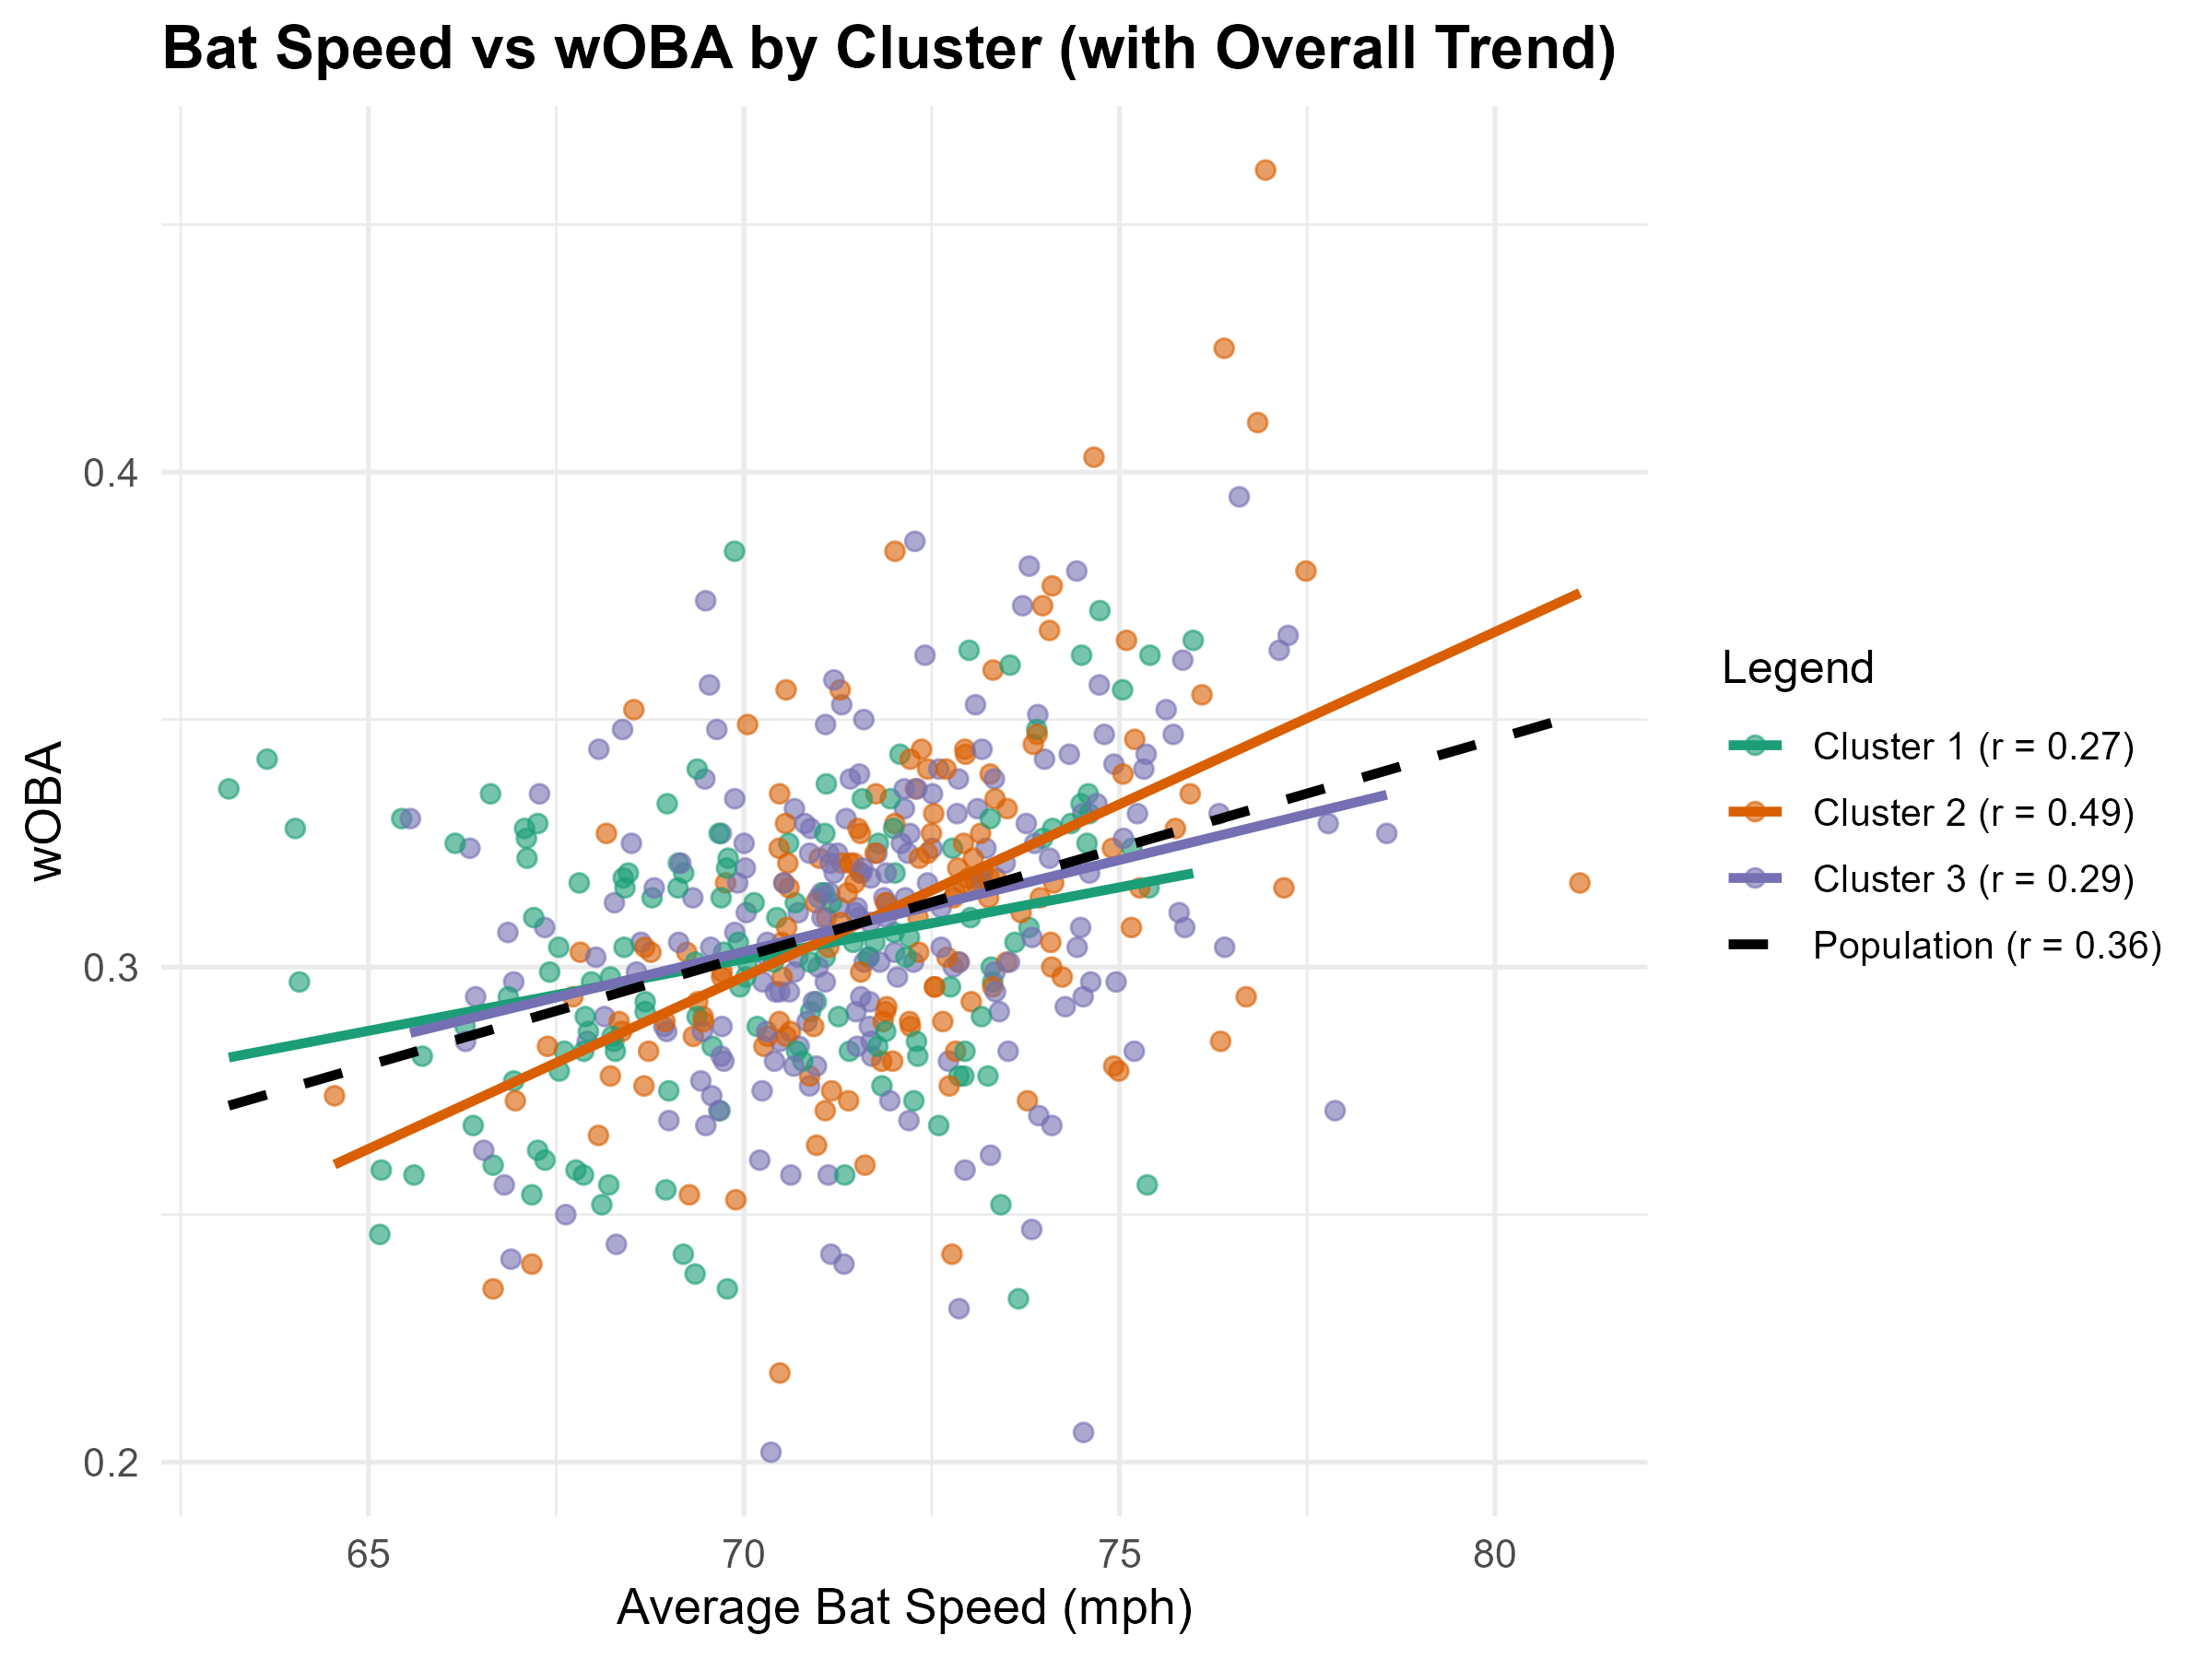 Bat Speed vs wOBA by Cluster (with Overall Trend)
wOBA
0.4
0.3
0.2
65 70 75 80
Average Bat Speed (mph)
Legend
Cluster 1 (r = 0.27)
Cluster 2 (r = 0.49)
Cluster 3 (r = 0.29)
Population (r = 0.36)